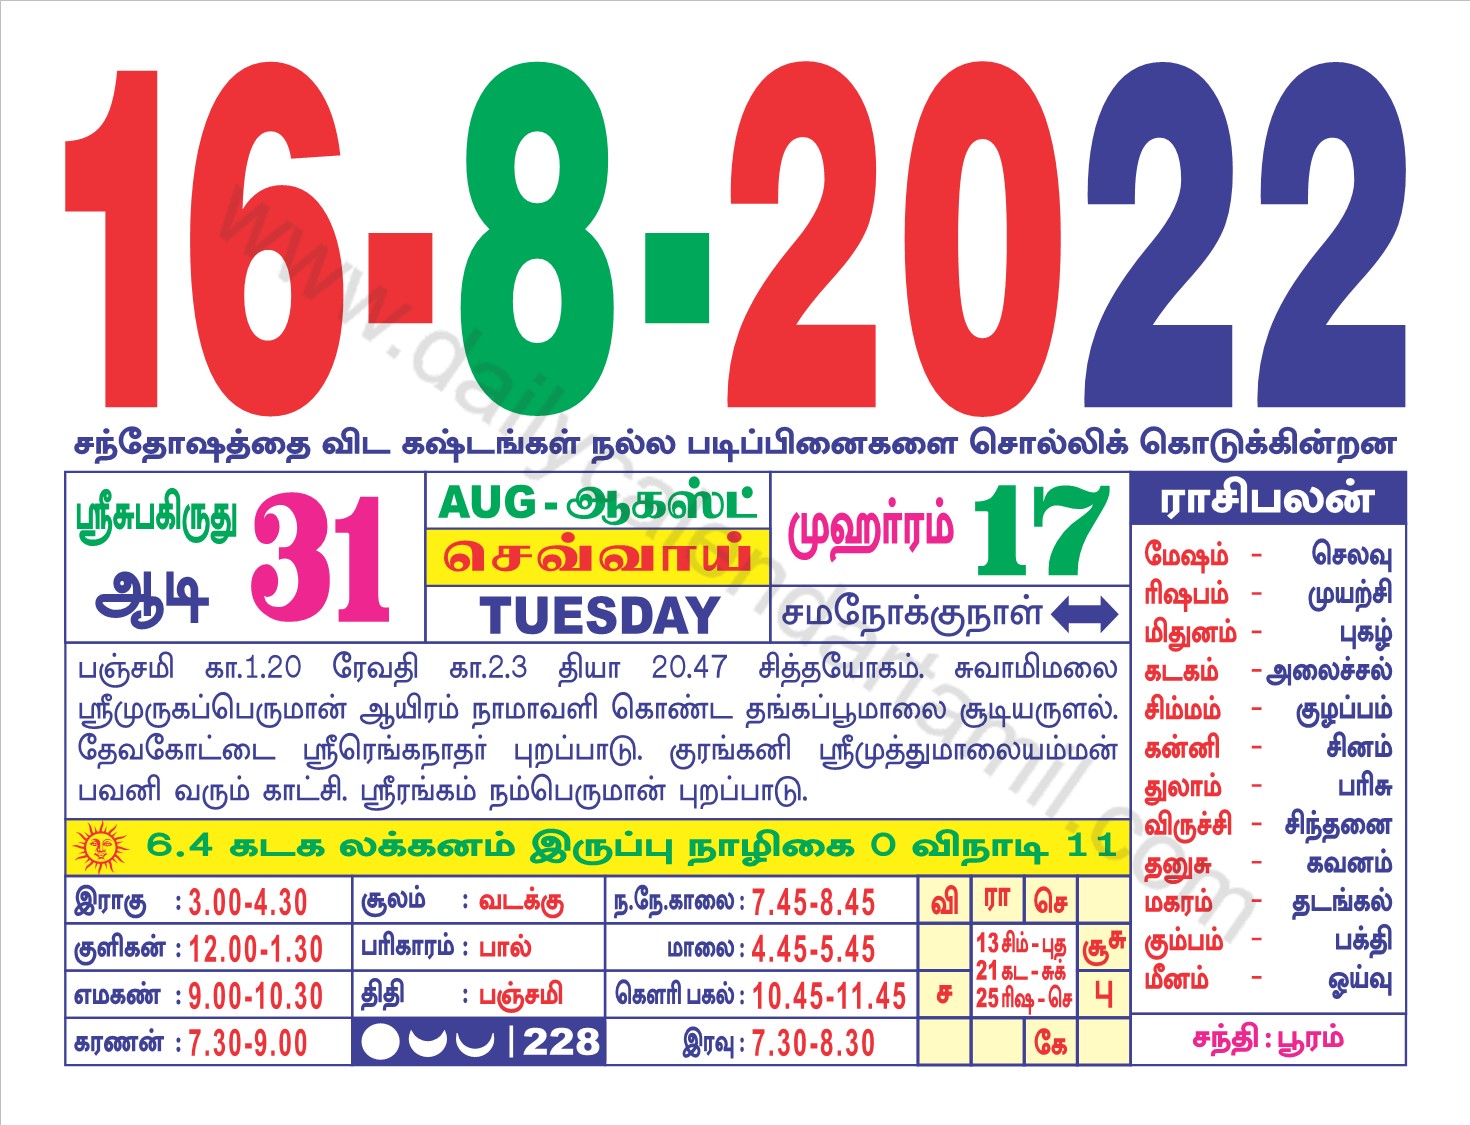 16-8-2022
சந்தோஷத்தை விட கஷ்டங்கள் நல்ல படிப்பினைகளை சொல்லிக் கொடுக்கின்றன
ஸ்ரீசுபகிருது
ஆடி 31
AUG - ஆகஸ்ட்
செவ்வாய்
TUESDAY
முஹர்ரம் 17
சமநோக்குநாள்
பஞ்சமி கா.1.20 ரேவதி கா.2.3 தியா 20.47 சித்தயோகம். சுவாமிமலை
ஸ்ரீமுருகப்பெருமான் ஆயிரம் நாமாவளி கொண்ட தங்கப்பூமாலை சூடியருளல்.
தேவகோட்டை ஸ்ரீரெங்கநாதர் புறப்பாடு. குரங்கனி ஸ்ரீமுத்துமாலையம்மன்
பவனி வரும் காட்சி. ஸ்ரீரங்கம் நம்பெருமான் புறப்பாடு.
6.4 கடக லக்கனம் இருப்பு நாழிகை 0 விநாடி 11
இராகு : 3.00-4.30
குளிகன் : 12.00-1.30
எமகண் : 9.00-10.30
கரணன் : 7.30-9.00
சூலம் : வடக்கு
பரிகாரம் : பால்
திதி : பஞ்சமி
| 228
ந.நே.காலை : 7.45-8.45
மாலை : 4.45-5.45
கௌரி பகல் : 10.45-11.45
இரவு : 7.30-8.30
வி ரா செ
சூசு
ச பு
கே
13 சிம் - புத
21 கட - சுக்
25 ரிஷ - செ
ராசிபலன்
மேஷம் - செலவு
ரிஷபம் - முயற்சி
மிதுனம் - புகழ்
கடகம் - அலைச்சல்
சிம்மம் - குழப்பம்
கன்னி - சினம்
துலாம் - பரிசு
விருச்சி - சிந்தனை
தனுசு - கவனம்
மகரம் - தடங்கல்
கும்பம் - பக்தி
மீனம் - ஓய்வு
சந்தி : பூரம்
www.dailycalendartamil.com